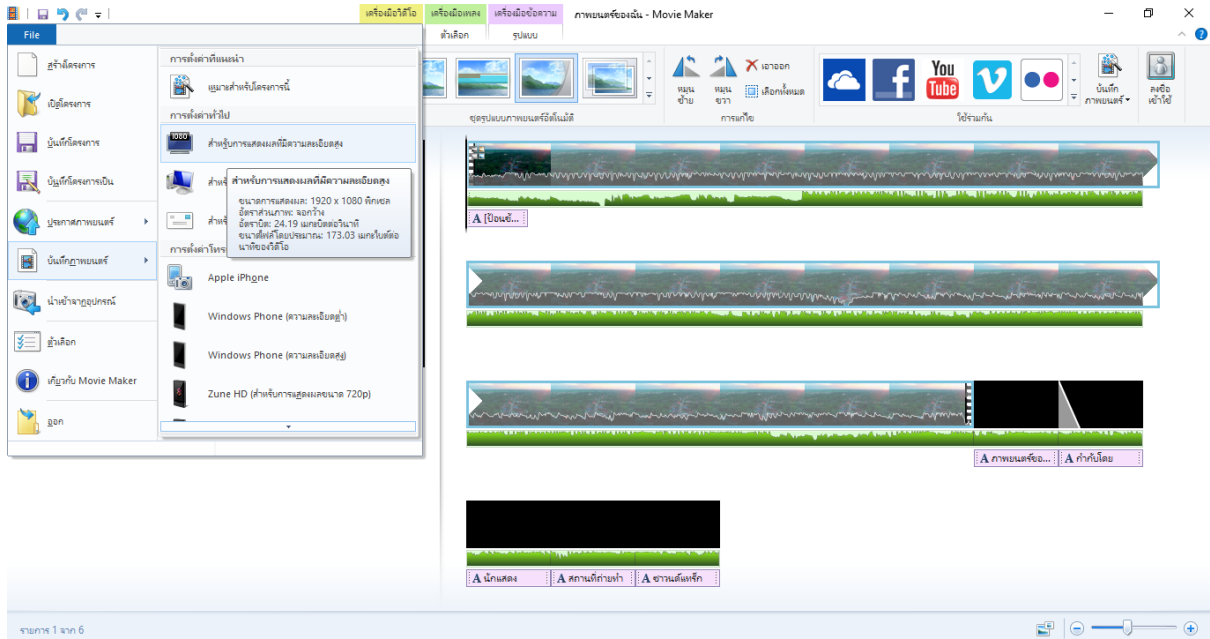 เครื่องมือวิดีโอ เครื่องมือเพลง เครื่องมือข้อความ ภาพยนตร์ของฉัน - Movie Maker
File ตัวเลือก รูปแบบ
สร้างโครงการ
เปิดโครงการ
บันทึกโครงการ
บันทึกโครงการเป็น
ประกาศภาพยนตร์
บันทึกภาพยนตร์
นำเข้าจากอุปกรณ์
ตัวเลือก
เกี่ยวกับ Movie Maker
ออก
การตั้งค่าที่แนะนำ
เหมาะสำหรับโครงการนี้
การตั้งค่าทั่วไป
1080
สำหรับการแสดงผลที่มีความละเอียดสูง
สำหรับการแสดงผลที่มีความละเอียดสูง
ขนาดการแสดงผล: 1920 x 1080 พิกเซล
อัตราส่วนภาพ: จอกว้าง
อัตราบิต: 24.19 เมกะบิตต่อวินาที
ขนาดไฟล์โดยประมาณ: 173.03 เมกะไบต์ต่อ
นาทีของวิดีโอ
Apple iPhone
Windows Phone (ความละเอียดต่ำ)
Windows Phone (ความละเอียดสูง)
Zune HD (สำหรับการแสดงผลขนาด 720p)
ชุดรูปแบบภาพยนตร์อัตโนมัติ
หมุน
ซ้าย
หมุน
ขวา
เอาออก
เลือกทั้งหมด
การแก้ไข
You
Tube
ใช้ร่วมกัน
บันทึก
ภาพยนตร์
ลงชื่อ
เข้าใช้
A [ป้อนชื่...
A ภาพยนตร์ขอ... A กำกับโดย
A นักแสดง A สถานที่ถ่ายทำ A ซาวนด์แทร็ก
รายการ 1 จาก 6